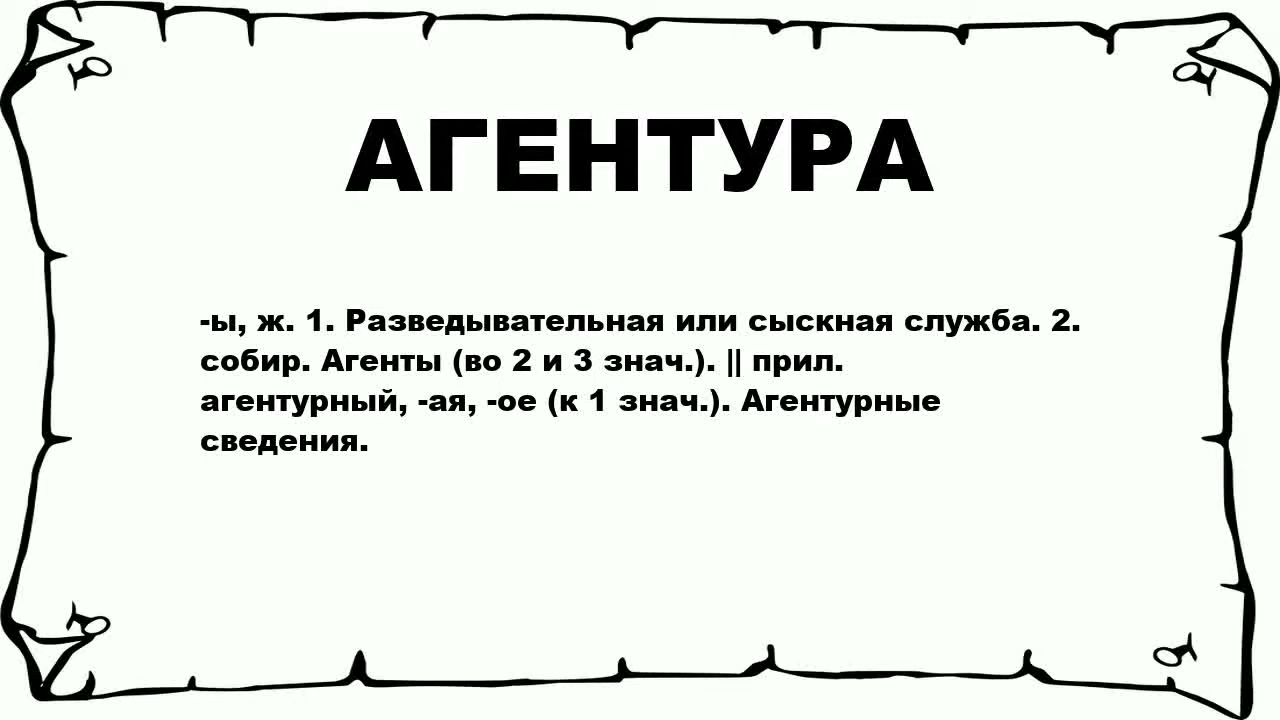 АГЕНТУРА
-ы, ж. 1. Разведывательная или сыскная служба. 2.
собир. Агенты (во 2 и 3 знач.). || прил.
агентурный, -ая, -ое (к 1 знач.). Агентурные
сведения.